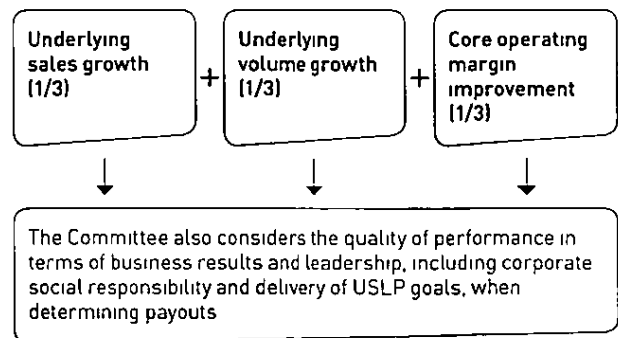 Underlying
sales growth
(1/3)
+
Underlying
volume growth
(1/3)
+
Core operating
margin
improvement
(1/3)
The Committee also considers the quality of performance in
terms of business results and leadership, including corporate
social responsibility and delivery of USLP goals, when
determining payouts